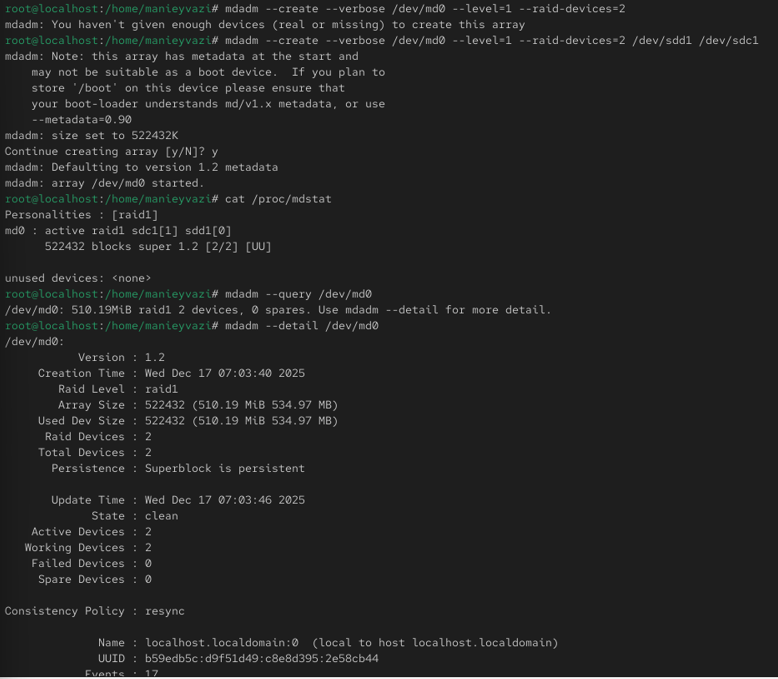 root@localhost:/home/manieyvazi# mdadm --create --verbose /dev/md0 --level=1 --raid-devices=2
mdadm: You haven't given enough devices (real or missing) to create this array
root@localhost:/home/manieyvazi# mdadm --create --verbose /dev/md0 --level=1 --raid-devices=2 /dev/sdd1 /dev/sdc1
mdadm: Note: this array has metadata at the start and
    may not be suitable as a boot device.  If you plan to
    store '/boot' on this device please ensure that
    your boot-loader understands md/v1.x metadata, or use
    --metadata=0.90
mdadm: size set to 522432K
Continue creating array [y/N]? y
mdadm: Defaulting to version 1.2 metadata
mdadm: array /dev/md0 started.
root@localhost:/home/manieyvazi# cat /proc/mdstat
Personalities : [raid1]
md0 : active raid1 sdc1[1] sdd1[0]
      522432 blocks super 1.2 [2/2] [UU]

unused devices: <none>
root@localhost:/home/manieyvazi# mdadm --query /dev/md0
/dev/md0: 510.19MiB raid1 2 devices, 0 spares. Use mdadm --detail for more detail.
root@localhost:/home/manieyvazi# mdadm --detail /dev/md0
/dev/md0:
           Version : 1.2
     Creation Time : Wed Dec 17 07:03:40 2025
        Raid Level : raid1
        Array Size : 522432 (510.19 MiB 534.97 MB)
     Used Dev Size : 522432 (510.19 MiB 534.97 MB)
      Raid Devices : 2
     Total Devices : 2
       Persistence : Superblock is persistent

       Update Time : Wed Dec 17 07:03:46 2025
             State : clean
    Active Devices : 2
   Working Devices : 2
    Failed Devices : 0
     Spare Devices : 0

Consistency Policy : resync

              Name : localhost.localdomain:0  (local to host localhost.localdomain)
              UUID : b59edb5c:d9f51d49:c8e8d395:2e58cb44
            Events : 17